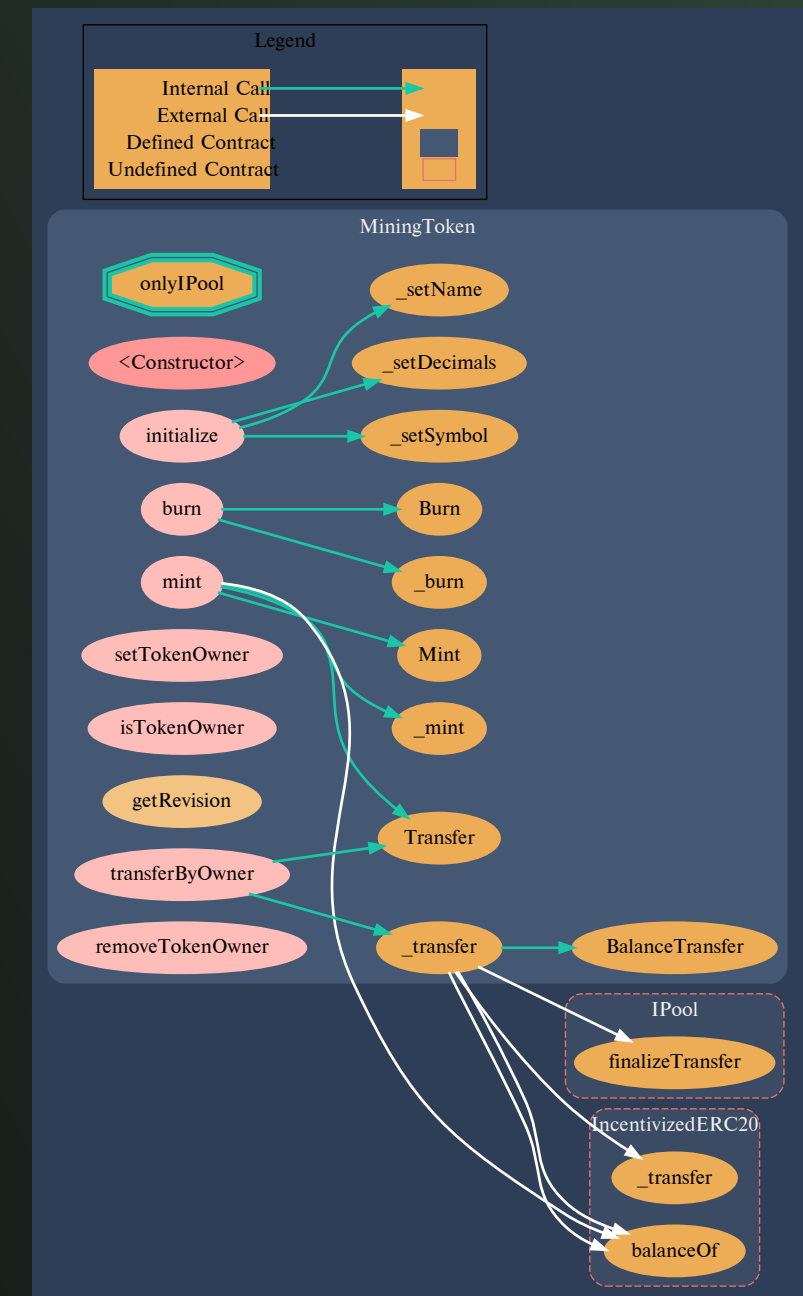 Legend
Internal Call
External Call
Defined Contract
Undefined Contract
MiningToken
onlyIPool
_setName
<Constructor>
_setDecimals
initialize
_setSymbol
burn
Burn
mint
_burn
setTokenOwner
Mint
isTokenOwner
_mint
getRevision
Transfer
transferByOwner
removeTokenOwner
_transfer
BalanceTransfer
IPool
finalizeTransfer
IncentivizedERC20
_transfer
balanceOf